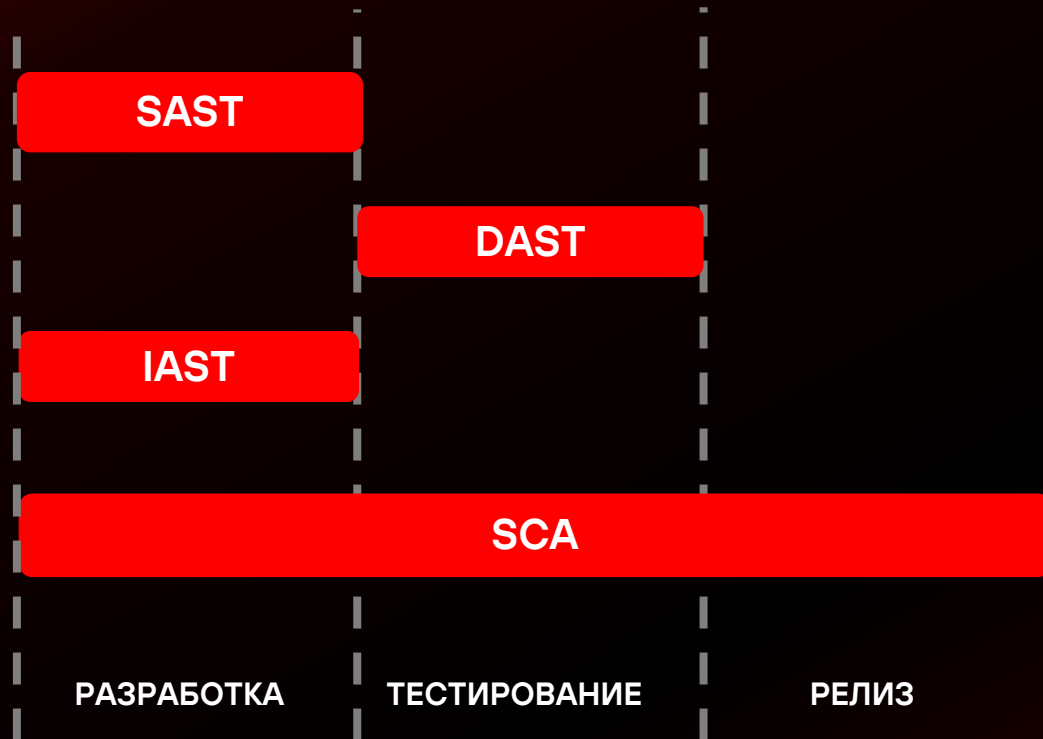 SAST
DAST
IAST
SCA
РАЗРАБОТКА
ТЕСТИРОВАНИЕ
РЕЛИЗ